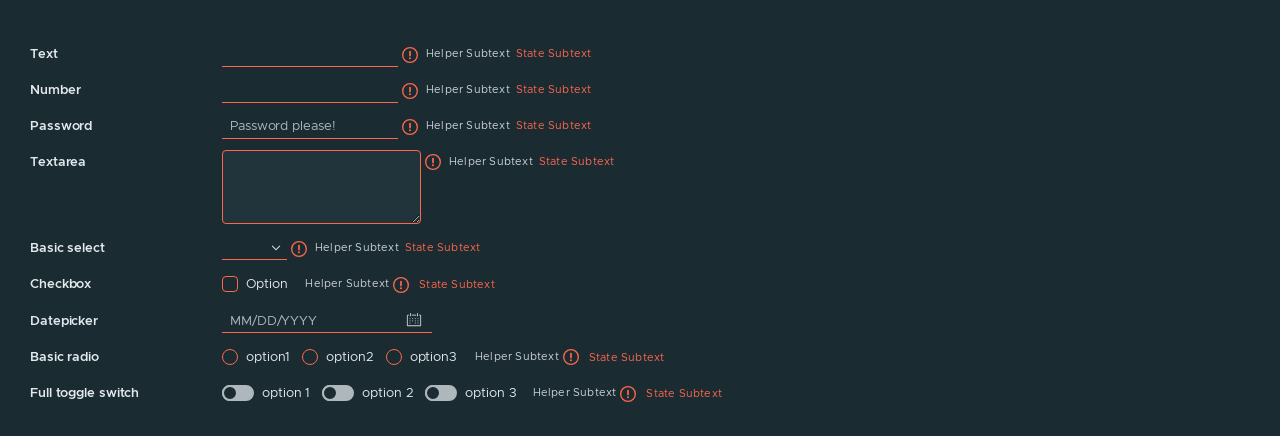 Text Helper Subtext State Subtext
Number Helper Subtext State Subtext
Password Password please! Helper Subtext State Subtext
Textarea Helper Subtext State Subtext
Basic select Helper Subtext State Subtext
Checkbox Option Helper Subtext State Subtext
Datepicker MM/DD/YYYY
Basic radio option1 option2 option3 Helper Subtext State Subtext
Full toggle switch option 1 option 2 option 3 Helper Subtext State Subtext